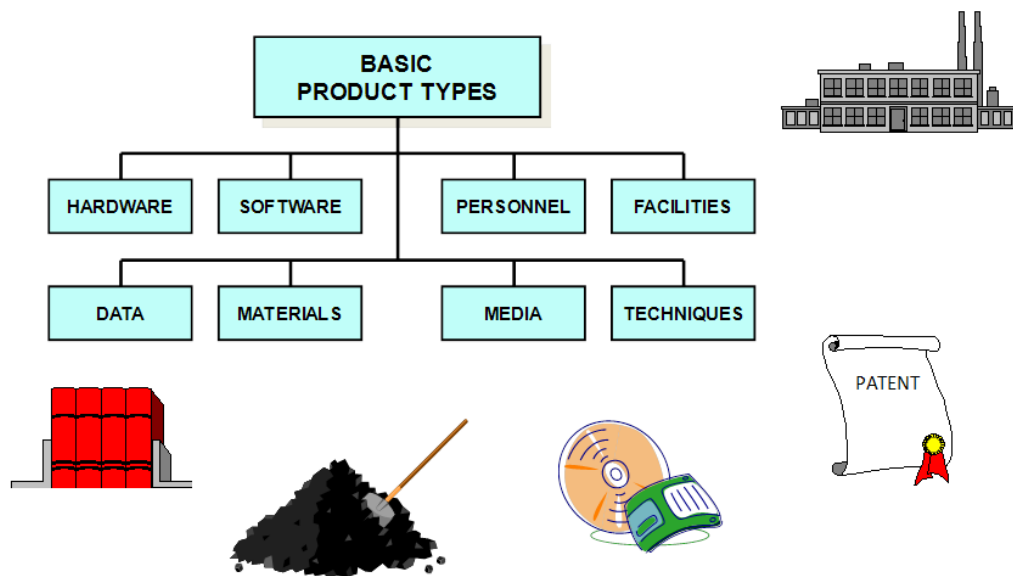 BASIC
PRODUCT TYPES
HARDWARE
SOFTWARE
PERSONNEL
FACILITIES
DATA
MATERIALS
MEDIA
TECHNIQUES
PATENT